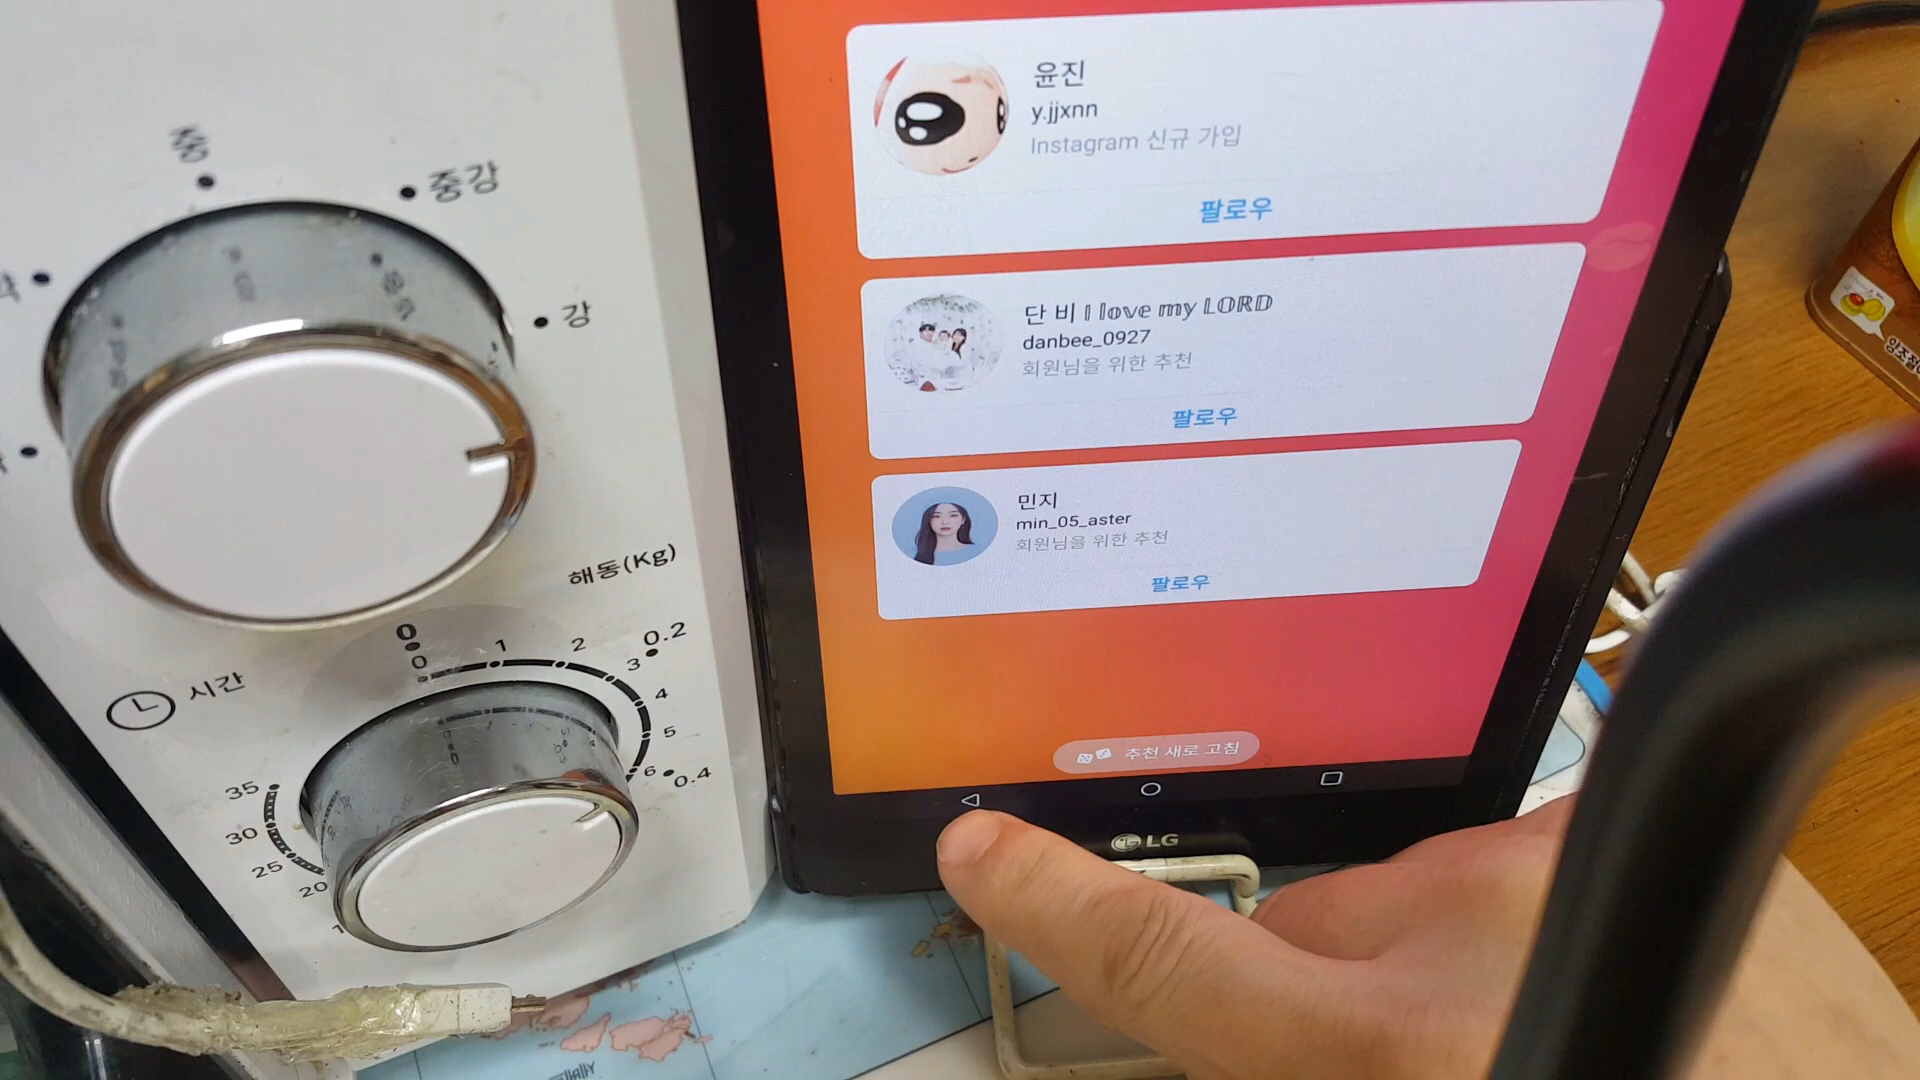 중
중강
강
해동(Kg)
0
0
1
2
3
4
5
6
0.2
0.4
시간
35
30
25
20
윤진
y.jjxnn
Instagram 신규 가입
팔로우
단 비 𝕀 𝕝𝕠𝕧𝕖 𝕞𝕪 𝕃𝕆ℝ𝔻
danbee_0927
회원님을 위한 추천
팔로우
민지
min_05_aster
회원님을 위한 추천
팔로우
추천 새로 고침
LG